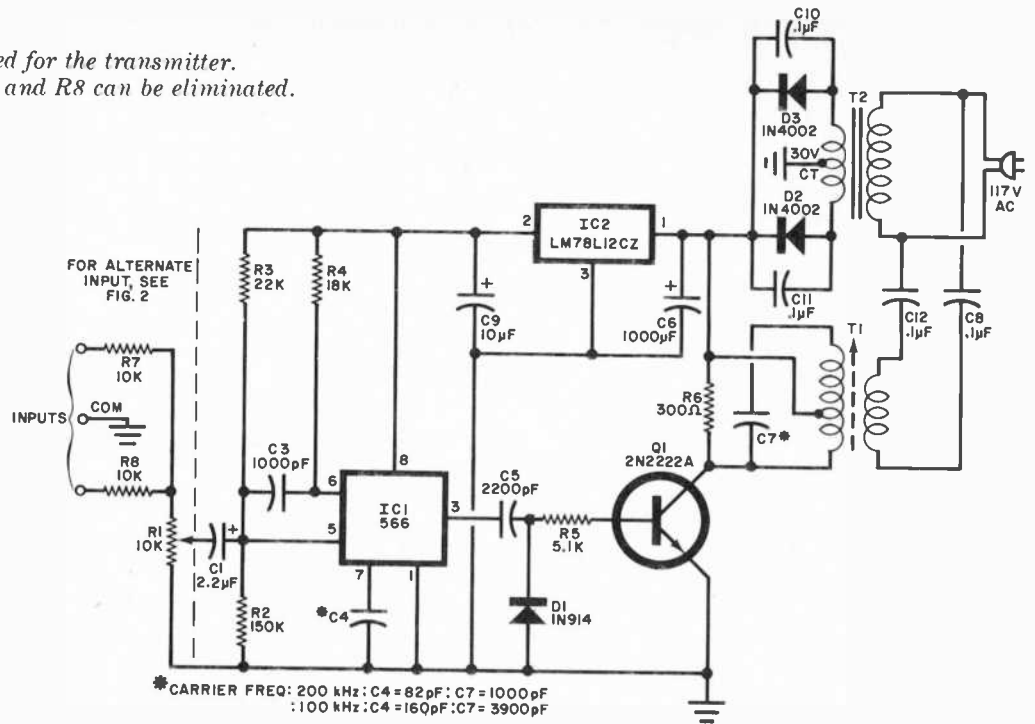 ed for the transmitter.
and R8 can be eliminated.
C10
.1µF
D3
1N4002
T2
30V
CT
D2
1N4002
117V
AC
C11
.1µF
C12
.1µF
C8
.1µF
T1
2
IC2
LM78L12CZ
1
3
FOR ALTERNATE
INPUT, SEE
FIG. 2
R3
22K
R4
18K
+
C9
10µF
+
C6
1000µF
R6
300Ω
C7*
R7
10K
INPUTS
COM
R8
10K
R1
10K
C1
2.2µF
+
C3
1000pF
8
6
5
IC1
566
3
7
1
C5
2200pF
R5
5.1K
Q1
2N2222A
R2
150K
*C4
D1
1N914
*CARRIER FREQ: 200 kHz: C4=82pF: C7=1000pF
:100 kHz: C4=160pF: C7=3900pF